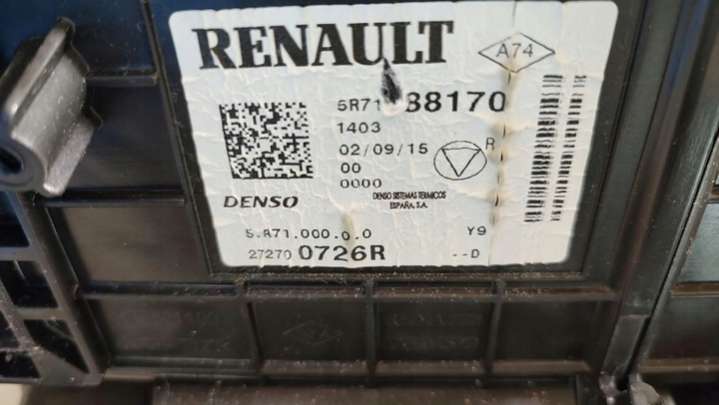 RENAULT
A74
5R71 88170
1403
02/09/15 R
00
0000
DENSO
DENSO SISTEMAS TERMICOS
ESPAÑA, S.A.
5.R71.000.0.0 Y9
27270 0726R --D